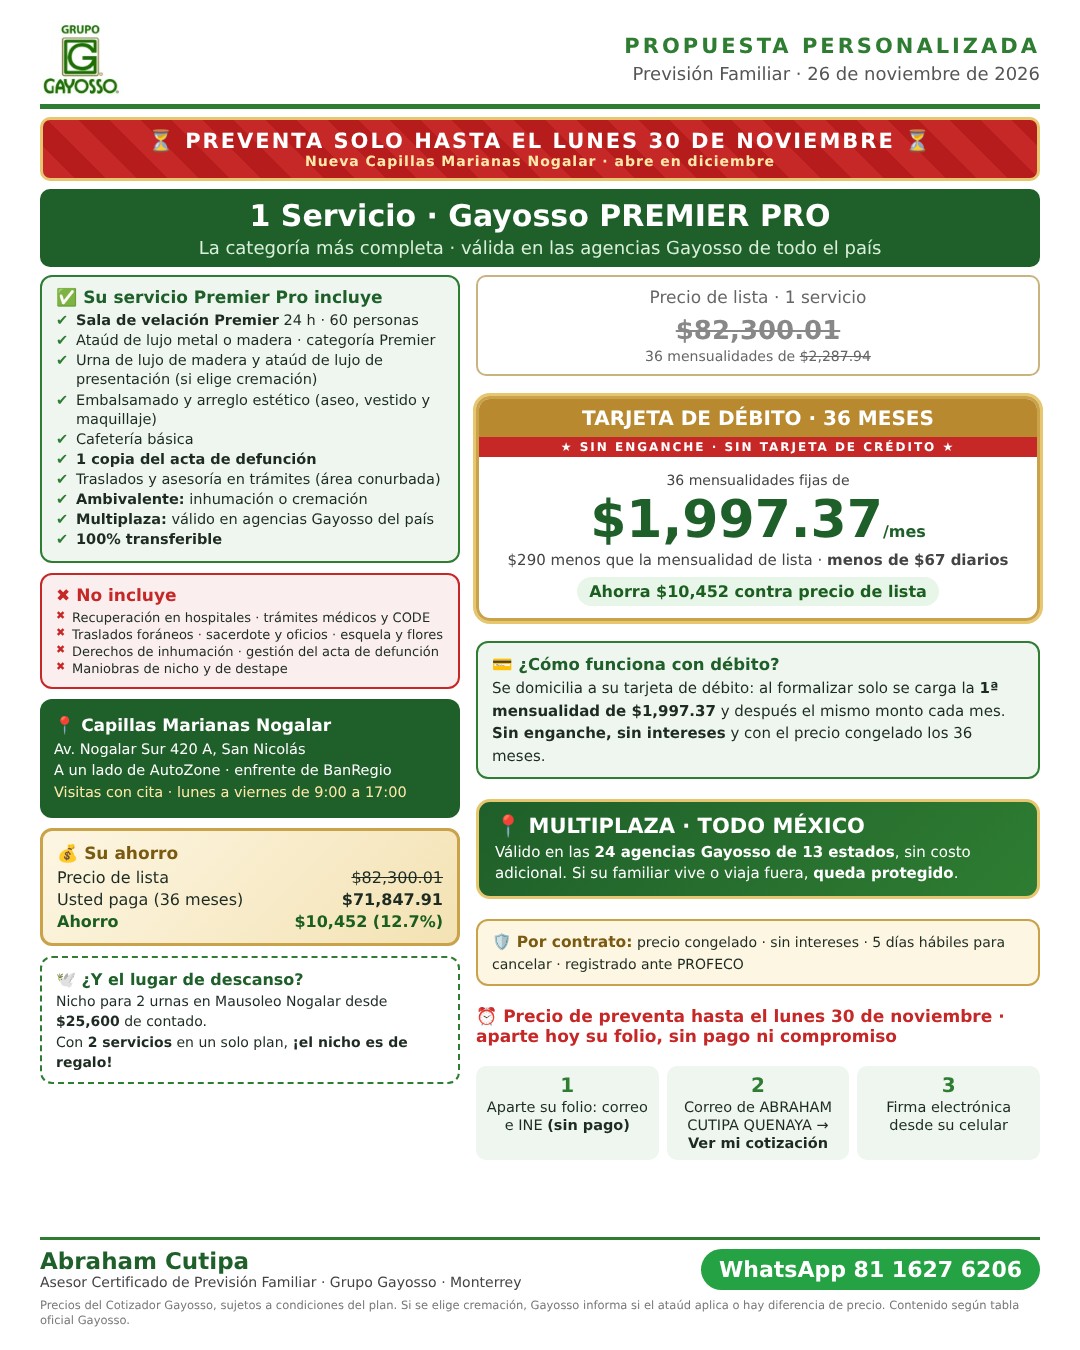 GRUPO
G
GAYOSSO
PROPUESTA PERSONALIZADA
Previsión Familiar · 26 de noviembre de 2026
⏳ PREVENTA SOLO HASTA EL LUNES 30 DE NOVIEMBRE ⏳
Nueva Capillas Marianas Nogalar · abre en diciembre
1 Servicio · Gayosso PREMIER PRO
La categoría más completa · válida en las agencias Gayosso de todo el país
✅ Su servicio Premier Pro incluye
✔ Sala de velación Premier 24 h · 60 personas
✔ Ataúd de lujo metal o madera · categoría Premier
✔ Urna de lujo de madera y ataúd de lujo de
presentación (si elige cremación)
✔ Embalsamado y arreglo estético (aseo, vestido y
maquillaje)
✔ Cafetería básica
✔ 1 copia del acta de defunción
✔ Traslados y asesoría en trámites (área conurbada)
✔ Ambivalente: inhumación o cremación
✔ Multiplaza: válido en agencias Gayosso del país
✔ 100% transferible
✖ No incluye
✖ Recuperación en hospitales · trámites médicos y CODE
✖ Traslados foráneos · sacerdote y oficios · esquela y flores
✖ Derechos de inhumación · gestión del acta de defunción
✖ Maniobras de nicho y de destape
📍 Capillas Marianas Nogalar
Av. Nogalar Sur 420 A, San Nicolás
A un lado de AutoZone · enfrente de BanRegio
Visitas con cita · lunes a viernes de 9:00 a 17:00
💰 Su ahorro
Precio de lista $82,300.01
Usted paga (36 meses) $71,847.91
Ahorro $10,452 (12.7%)
🕊️ ¿Y el lugar de descanso?
Nicho para 2 urnas en Mausoleo Nogalar desde
$25,600 de contado.
Con 2 servicios en un solo plan, ¡el nicho es de
regalo!
Precio de lista · 1 servicio
$82,300.01
36 mensualidades de $2,287.94
TARJETA DE DÉBITO · 36 MESES
★ SIN ENGANCHE · SIN TARJETA DE CRÉDITO ★
36 mensualidades fijas de
$1,997.37/mes
$290 menos que la mensualidad de lista · menos de $67 diarios
Ahorra $10,452 contra precio de lista
💳 ¿Cómo funciona con débito?
Se domicilia a su tarjeta de débito: al formalizar solo se carga la 1ª
mensualidad de $1,997.37 y después el mismo monto cada mes.
Sin enganche, sin intereses y con el precio congelado los 36
meses.
📍 MULTIPLAZA · TODO MÉXICO
Válido en las 24 agencias Gayosso de 13 estados, sin costo
adicional. Si su familiar vive o viaja fuera, queda protegido.
🛡️ Por contrato: precio congelado · sin intereses · 5 días hábiles para
cancelar · registrado ante PROFECO
⏰ Precio de preventa hasta el lunes 30 de noviembre ·
aparte hoy su folio, sin pago ni compromiso
1
Aparte su folio: correo
e INE (sin pago)
2
Correo de ABRAHAM
CUTIPA QUENAYA →
Ver mi cotización
3
Firma electrónica
desde su celular
Abraham Cutipa
Asesor Certificado de Previsión Familiar · Grupo Gayosso · Monterrey
WhatsApp 81 1627 6206
Precios del Cotizador Gayosso, sujetos a condiciones del plan. Si se elige cremación, Gayosso informa si el ataúd aplica o hay diferencia de precio. Contenido según tabla
oficial Gayosso.